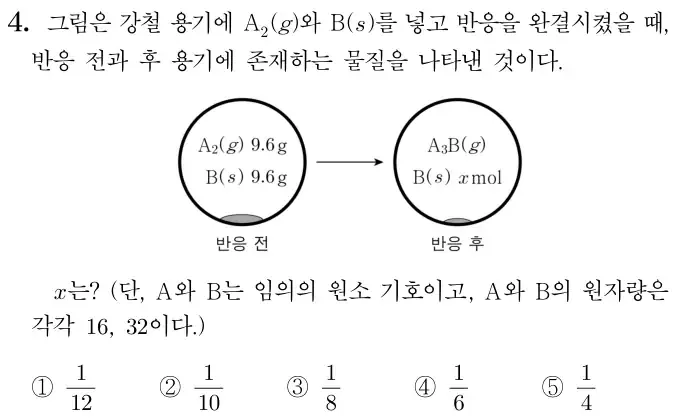 4. 그림은 강철 용기에 A₂(g)와 B(s)를 넣고 반응을 완결시켰을 때,
반응 전과 후 용기에 존재하는 물질을 나타낸 것이다.
A₂(g) 9.6g
B(s) 9.6g
반응 전
A₃B(g)
B(s) x mol
반응 후
x는? (단, A와 B는 임의의 원소 기호이고, A와 B의 원자량은
각각 16, 32이다.)
① 1/12 ② 1/10 ③ 1/8 ④ 1/6 ⑤ 1/4